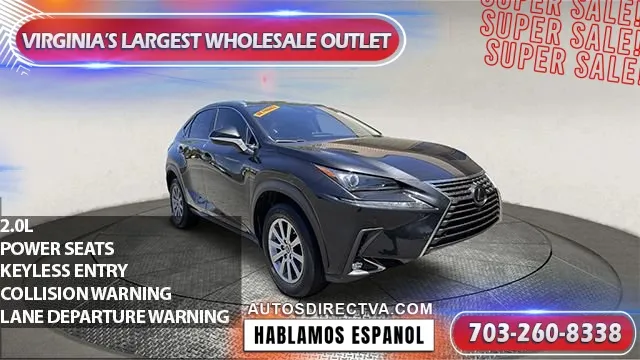 VIRGINIA'S LARGEST WHOLESALE OUTLET
SUPER SALE!
SUPER SALE!
SUPER SALE!
2.0L
POWER SEATS
KEYLESS ENTRY
COLLISION WARNING
LANE DEPARTURE WARNING
AUTOSDIRECTVA.COM
HABLAMOS ESPANOL
703-260-8338